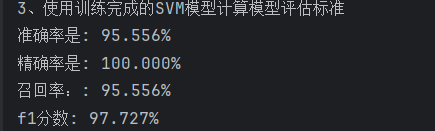 3、使用训练完成的SVM模型计算模型评估标准
准确率是: 95.556%
精确率是: 100.000%
召回率：: 95.556%
f1分数: 97.727%